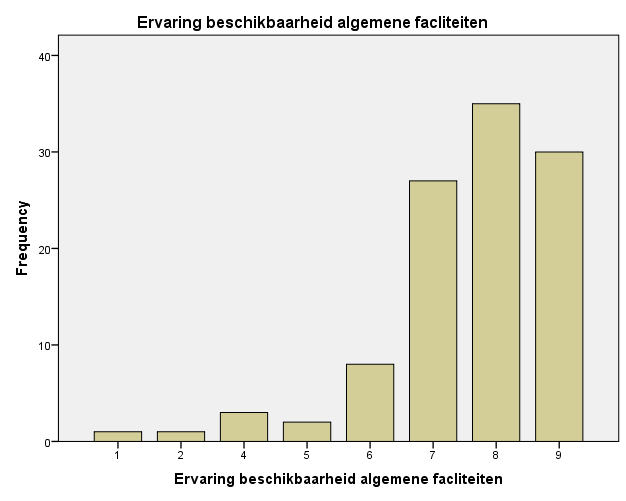 Ervaring beschikbaarheid algemene facliteiten
40
30
20
10
0
Frequency
1 2 4 5 6 7 8 9
Ervaring beschikbaarheid algemene facliteiten